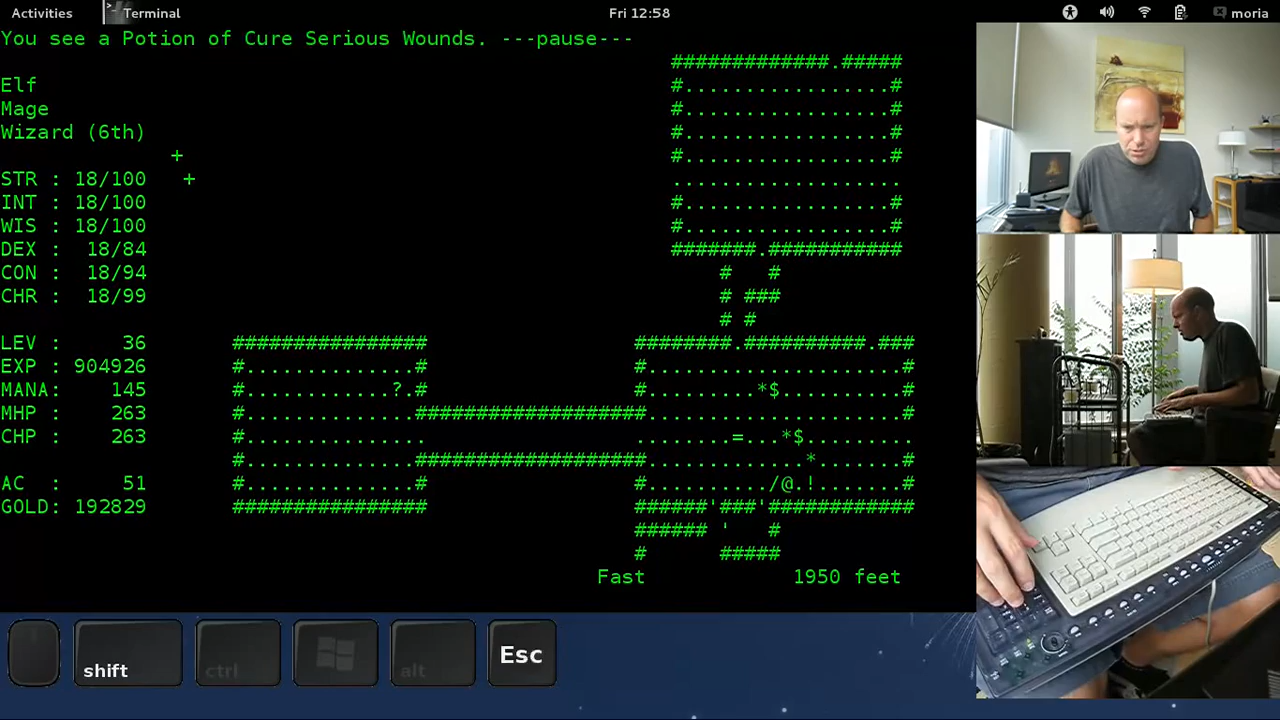 Activities Terminal Fri 12:58 moria
You see a Potion of Cure Serious Wounds. ---pause---
#############.#####
Elf #.................#
Mage #.................#
Wizard (6th) #.................#
+ #.................#
STR : 18/100 + ...................
INT : 18/100 #.................#
WIS : 18/100 #.................#
DEX : 18/84 #######.###########
CON : 18/94 # #
CHR : 18/99 # ###
# #
LEV : 36 ################ ########.##########.###
EXP : 904926 #..............# #.....................#
MANA: 145 #............?.# #.........*$..........#
MHP : 263 #..............###################.....................#
CHP : 263 #............... ........=...*$.........
#..............###################.............*.......#
AC : 51 #..............# #........../@.!.......#
GOLD: 192829 ################ ######'###'############
###### ' #
# #####
Fast 1950 feet
shift ctrl alt Esc